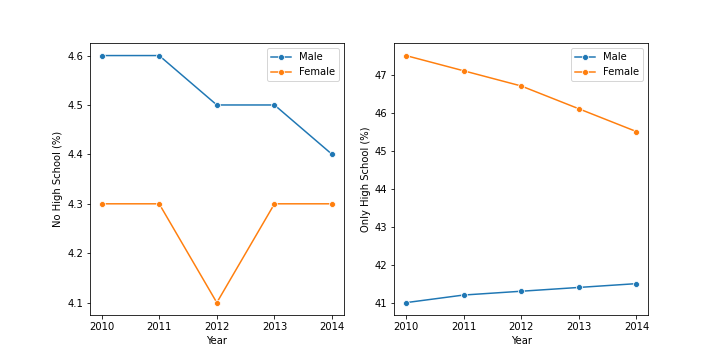 No High School (%)
4.6
4.5
4.4
4.3
4.2
4.1
2010 2011 2012 2013 2014
Year
Male
Female
Only High School (%)
47
46
45
44
43
42
41
2010 2011 2012 2013 2014
Year
Male
Female